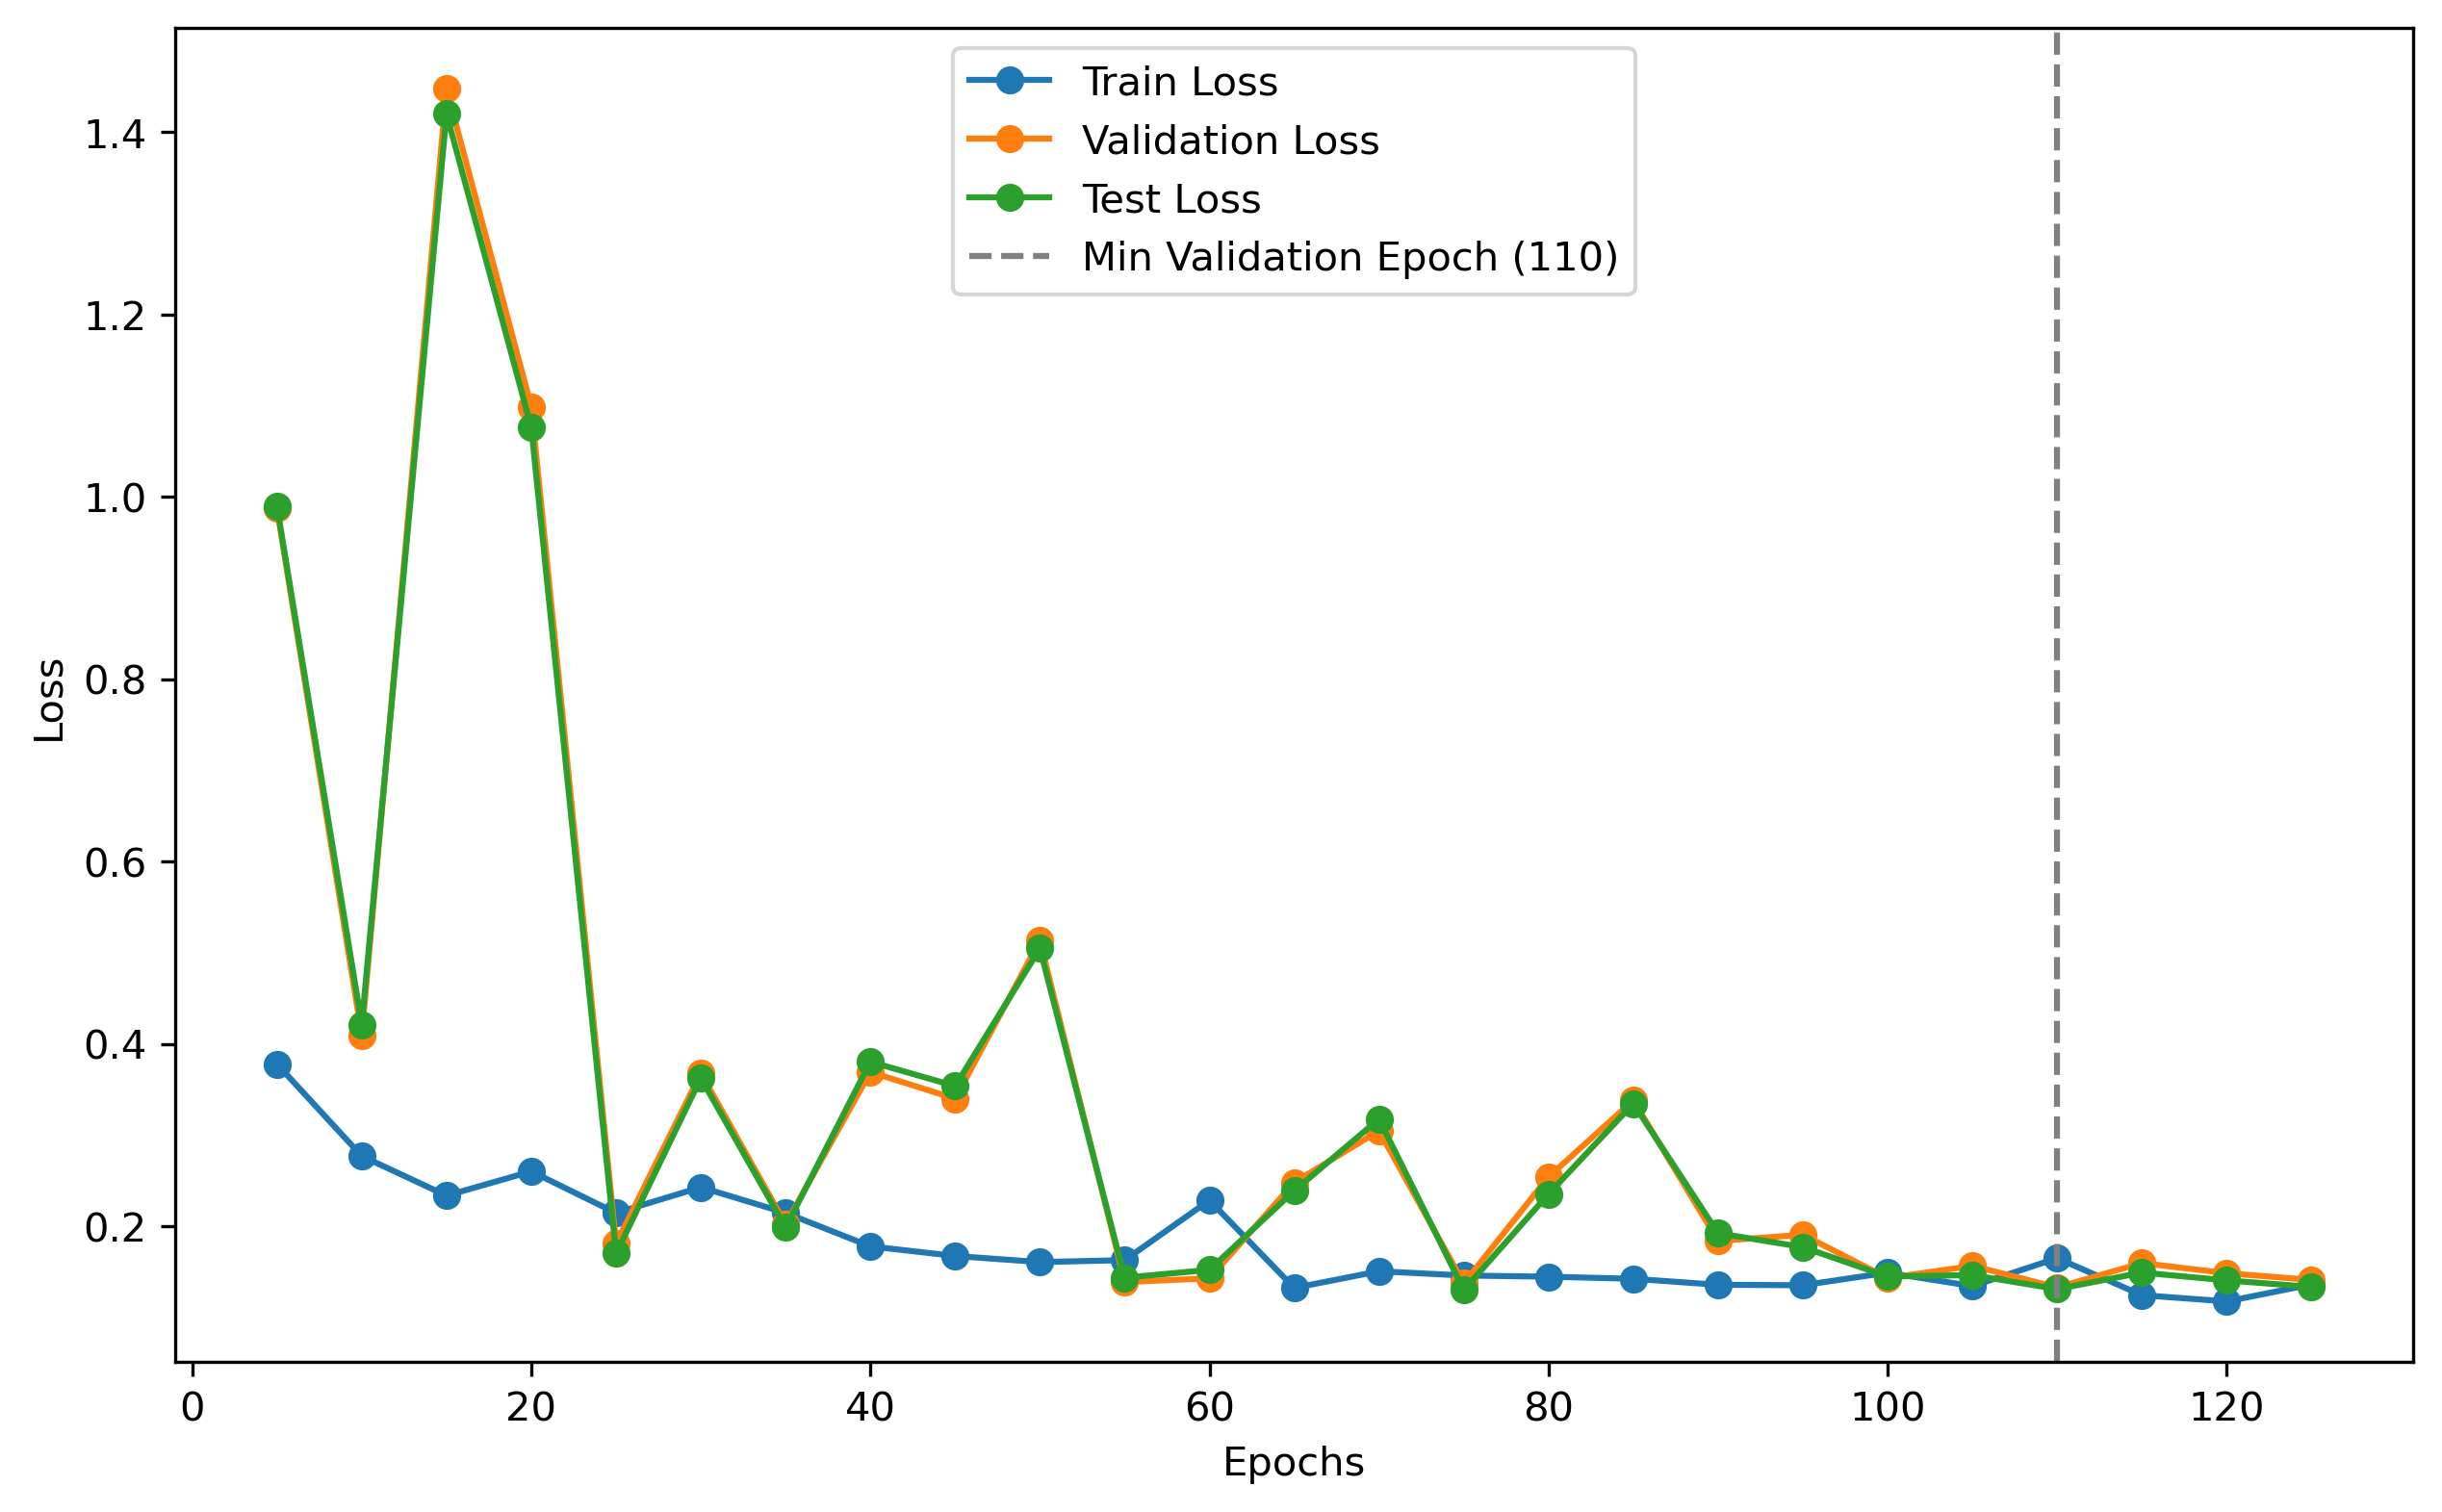 Train Loss
Validation Loss
Test Loss
Min Validation Epoch (110)
1.4
1.2
1.0
0.8
0.6
0.4
0.2
Loss
0 20 40 60 80 100 120
Epochs